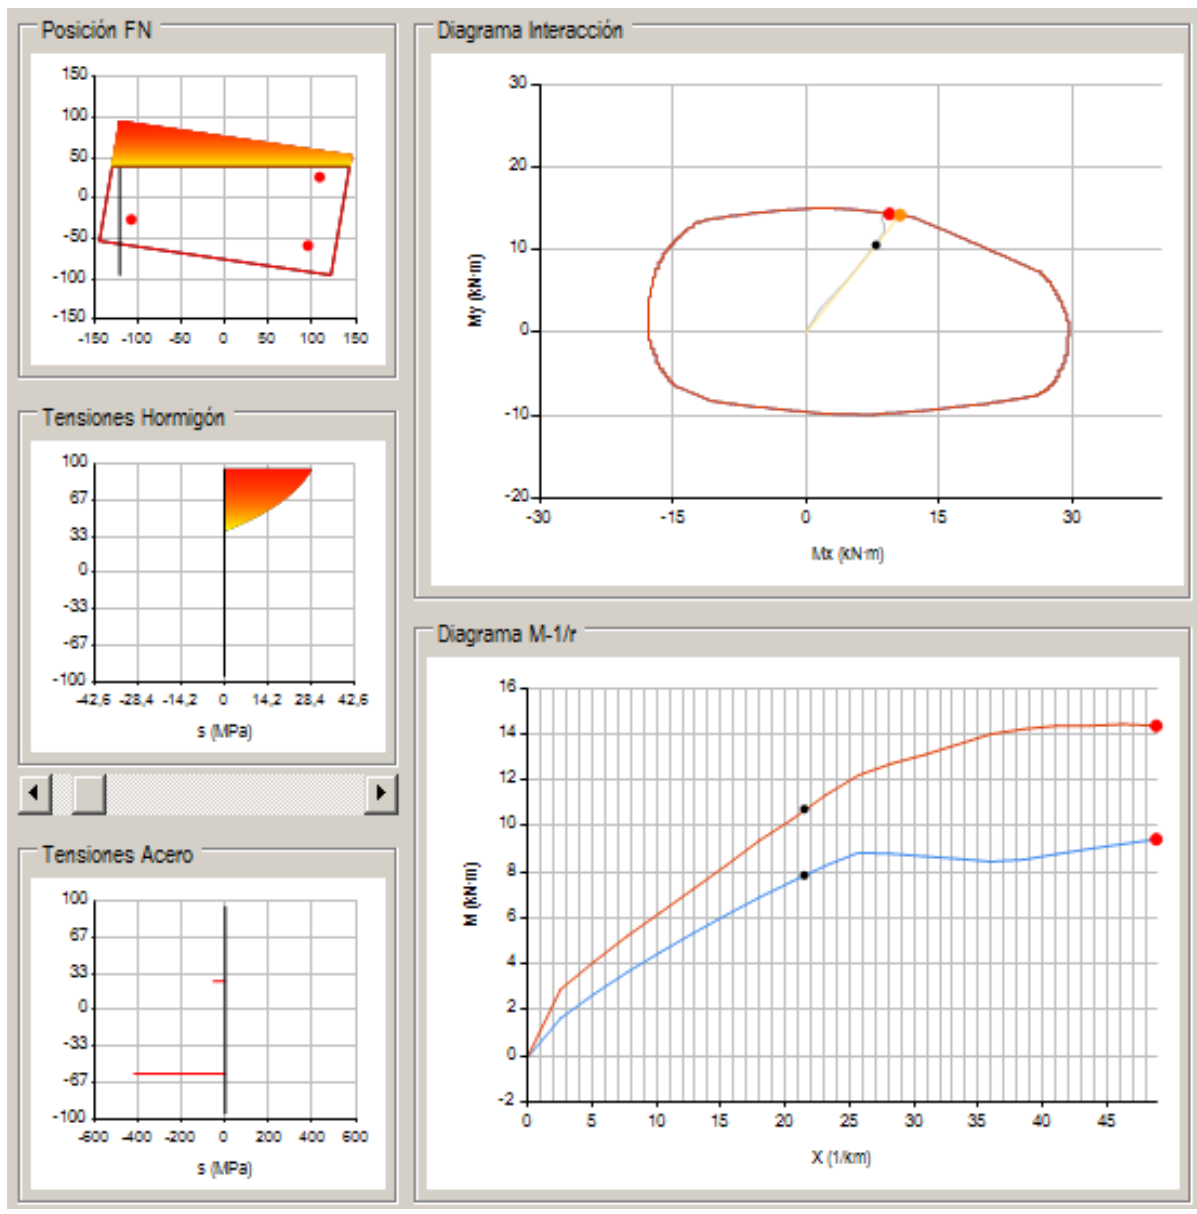 Posición FN
150
100
50
0
-50
-100
-150
-150 -100 -50 0 50 100 150
Tensiones Hormigón
100
67
33
0
-33
-67
-100
-42,6 -28,4 -14,2 0 14,2 28,4 42,6
s (MPa)
Tensiones Acero
100
67
33
0
-33
-67
-100
-600 -400 -200 0 200 400 600
s (MPa)
Diagrama Interacción
30
20
10
0
-10
-20
-30 -15 0 15 30
My (kN·m)
Mx (kN·m)
Diagrama M-1/r
16
14
12
10
8
6
4
2
0
-2
0 5 10 15 20 25 30 35 40 45
M (kN·m)
X (1/km)